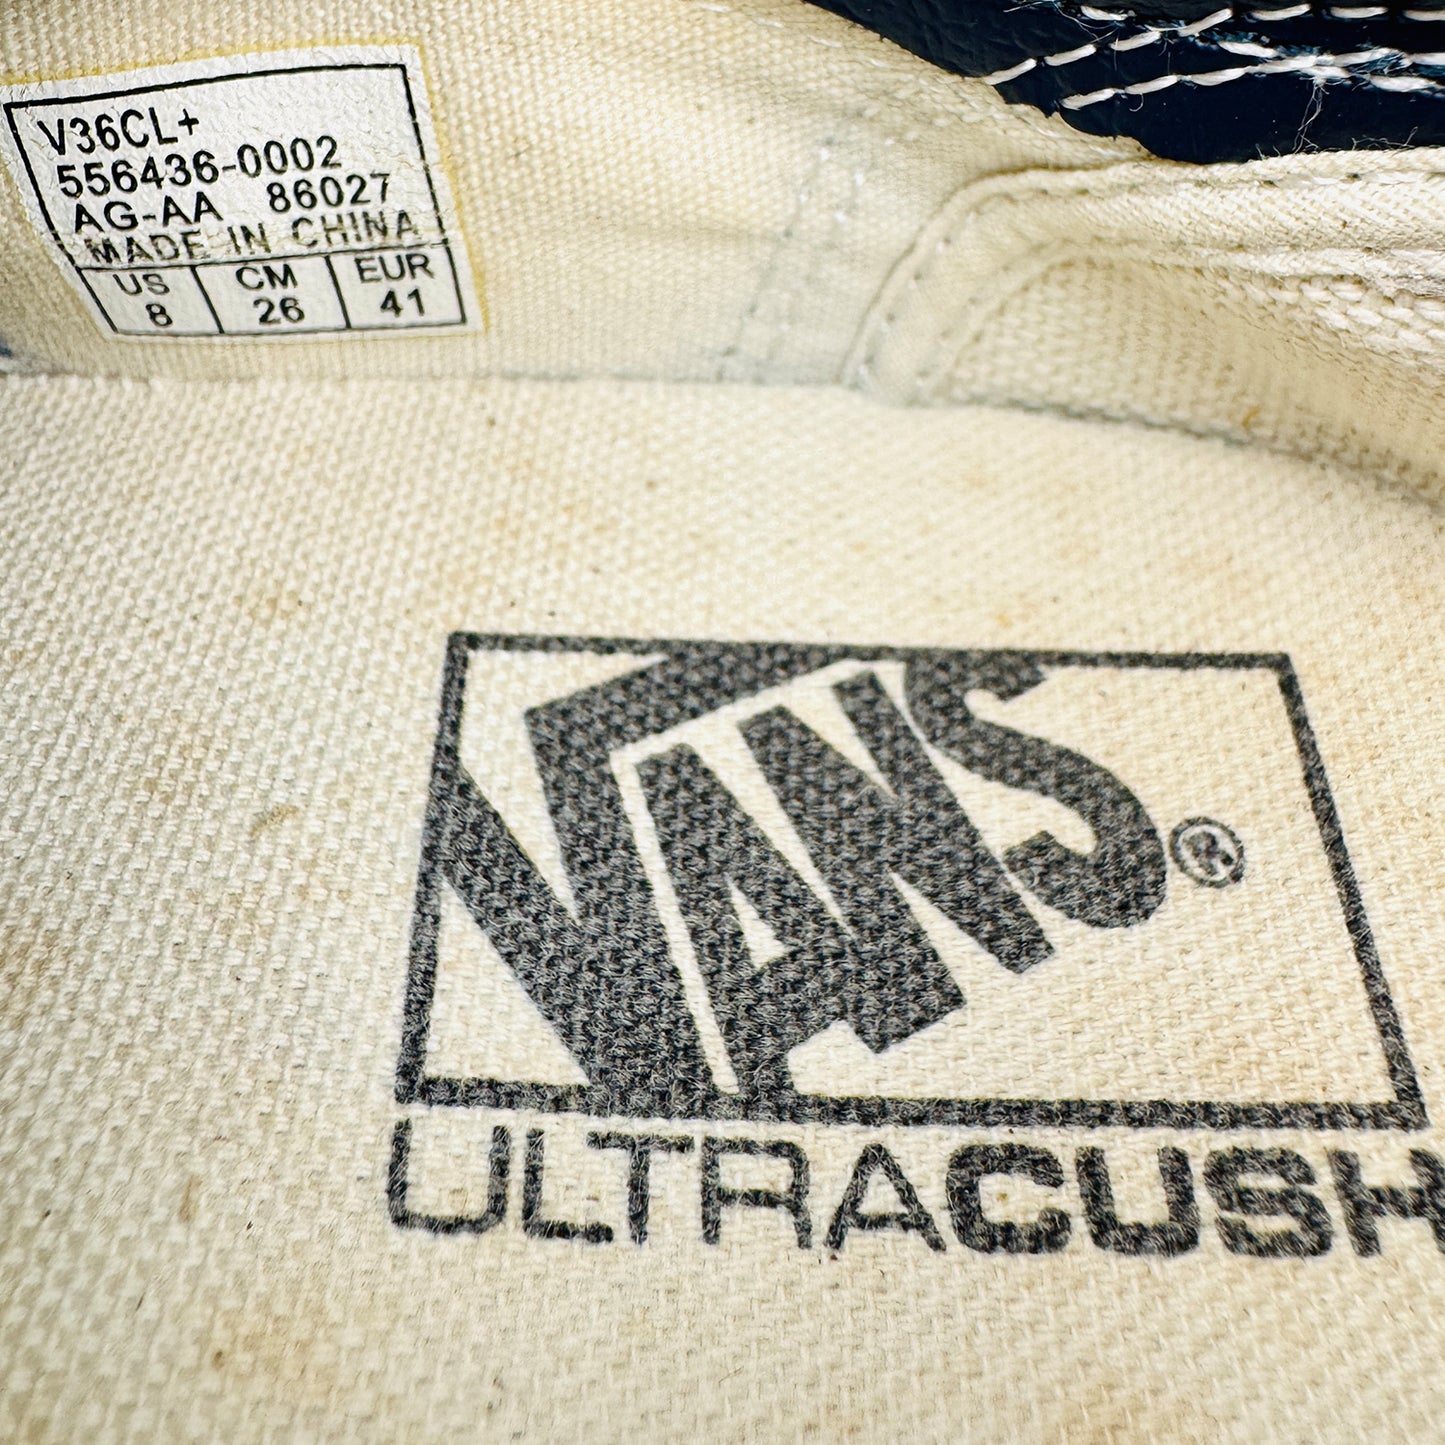 V36CL+
556436-0002
AG-AA 86027
MADE IN CHINA
US CM EUR
8 26 41
VANS®
ULTRACUSH